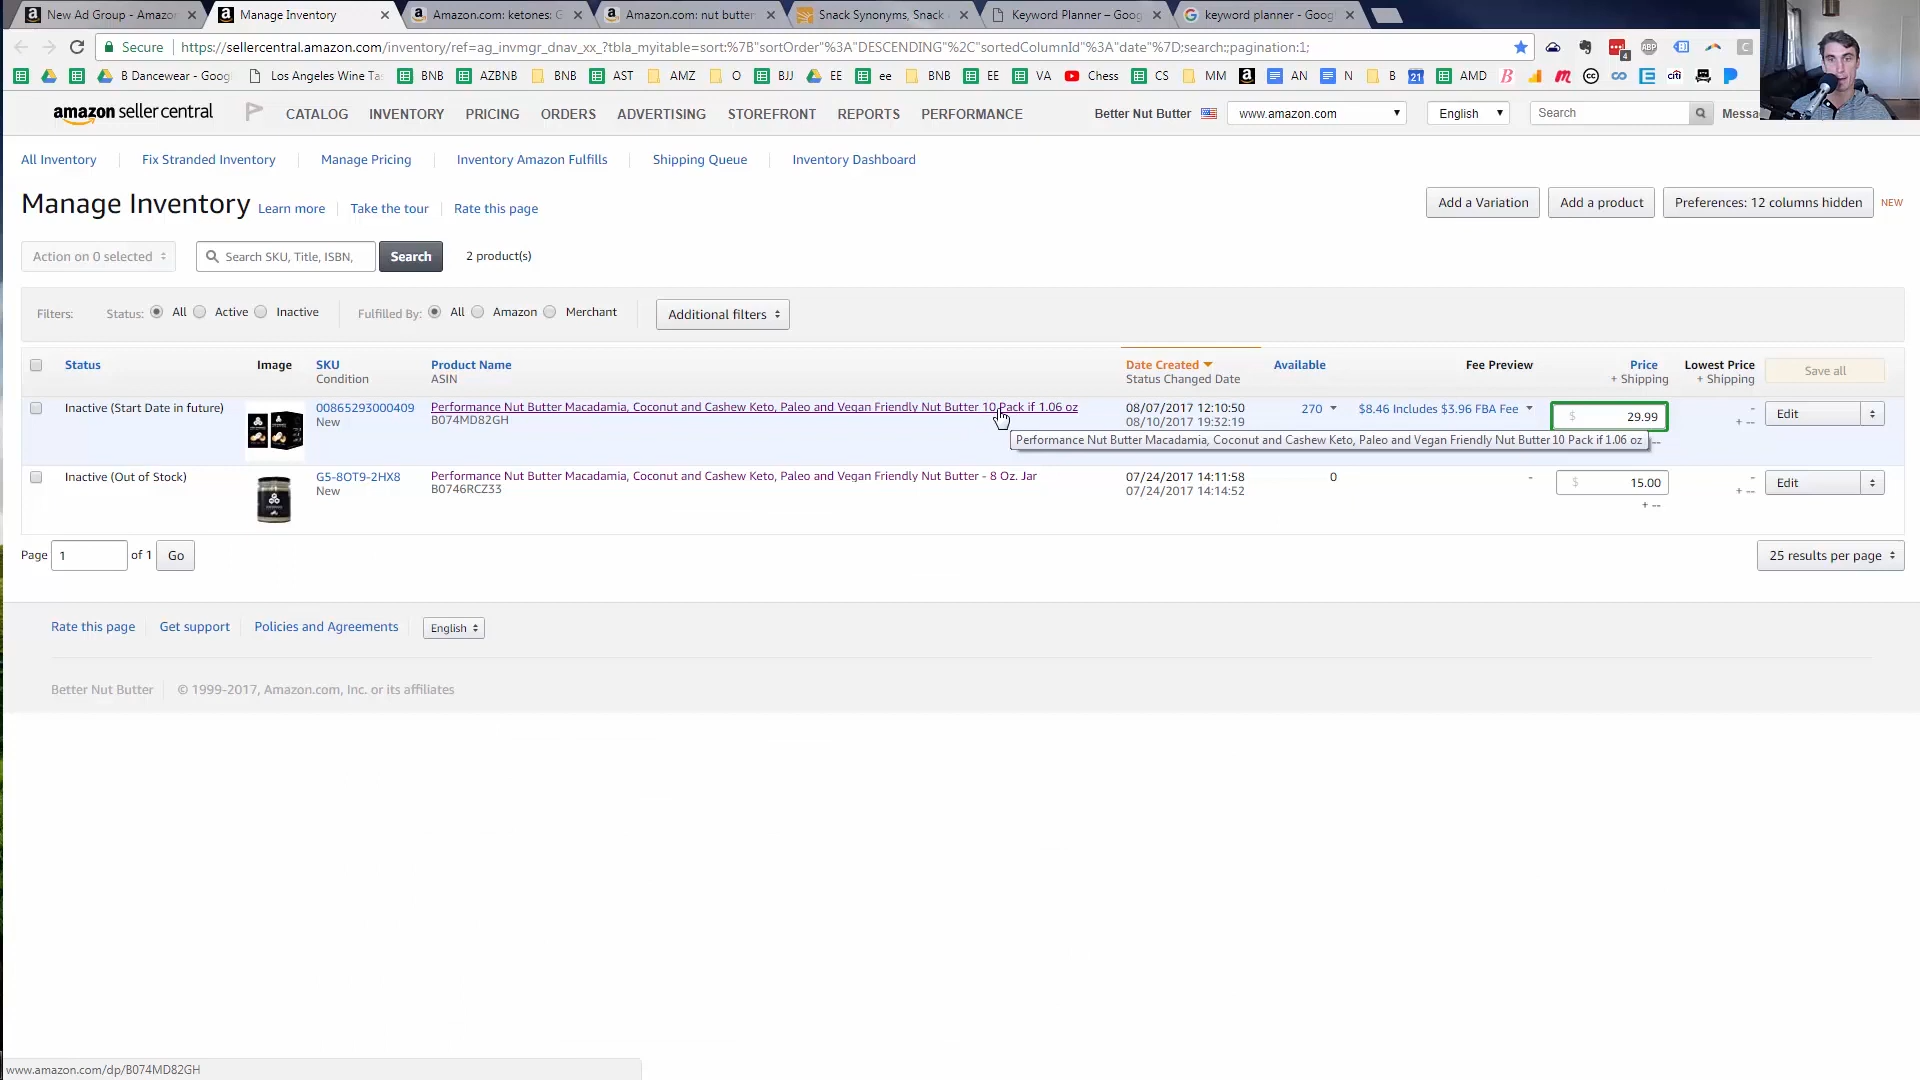 New Ad Group - Amazon
Manage Inventory
Amazon.com: ketones: G
Amazon.com: nut butter
Snack Synonyms, Snack
Keyword Planner – Goog
keyword planner - Googl
Secure
https://sellercentral.amazon.com/inventory/ref=ag_invmgr_dnav_xx_?tbla_myitable=sort:%7B"sortOrder"%3A"DESCENDING"%2C"sortedColumnId"%3A"date"%7D;search:;pagination:1;
B Dancewear - Goog
Los Angeles Wine Ta
BNB
AZBNB
BNB
AST
AMZ
O
BJJ
EE
ee
BNB
EE
VA
Chess
CS
MM
AN
N
B
AMD
amazon seller central
CATALOG
INVENTORY
PRICING
ORDERS
ADVERTISING
STOREFRONT
REPORTS
PERFORMANCE
Better Nut Butter
www.amazon.com
English
Search
Messa
All Inventory
Fix Stranded Inventory
Manage Pricing
Inventory Amazon Fulfills
Shipping Queue
Inventory Dashboard
Manage Inventory
Learn more
Take the tour
Rate this page
Add a Variation
Add a product
Preferences: 12 columns hidden
NEW
Action on 0 selected
Search SKU, Title, ISBN,
Search
2 product(s)
Filters:
Status:
All
Active
Inactive
Fulfilled By:
All
Amazon
Merchant
Additional filters
Status
Image
SKU
Condition
Product Name
ASIN
Date Created
Status Changed Date
Available
Fee Preview
Price
+ Shipping
Lowest Price
+ Shipping
Save all
Inactive (Start Date in future)
00865293000409
New
Performance Nut Butter Macadamia, Coconut and Cashew Keto, Paleo and Vegan Friendly Nut Butter 10 Pack if 1.06 oz
B074MD82GH
08/07/2017 12:10:50
08/10/2017 19:32:19
270
$8.46 Includes $3.96 FBA Fee
$ 29.99
-
+ --
Edit
Performance Nut Butter Macadamia, Coconut and Cashew Keto, Paleo and Vegan Friendly Nut Butter 10 Pack if 1.06 oz
--
Inactive (Out of Stock)
G5-8OT9-2HX8
New
Performance Nut Butter Macadamia, Coconut and Cashew Keto, Paleo and Vegan Friendly Nut Butter - 8 Oz. Jar
B0746RCZ33
07/24/2017 14:11:58
07/24/2017 14:14:52
0
-
$ 15.00
+ --
-
+ --
Edit
Page 1 of 1 Go
25 results per page
Rate this page
Get support
Policies and Agreements
English
Better Nut Butter
© 1999-2017, Amazon.com, Inc. or its affiliates
www.amazon.com/dp/B074MD82GH